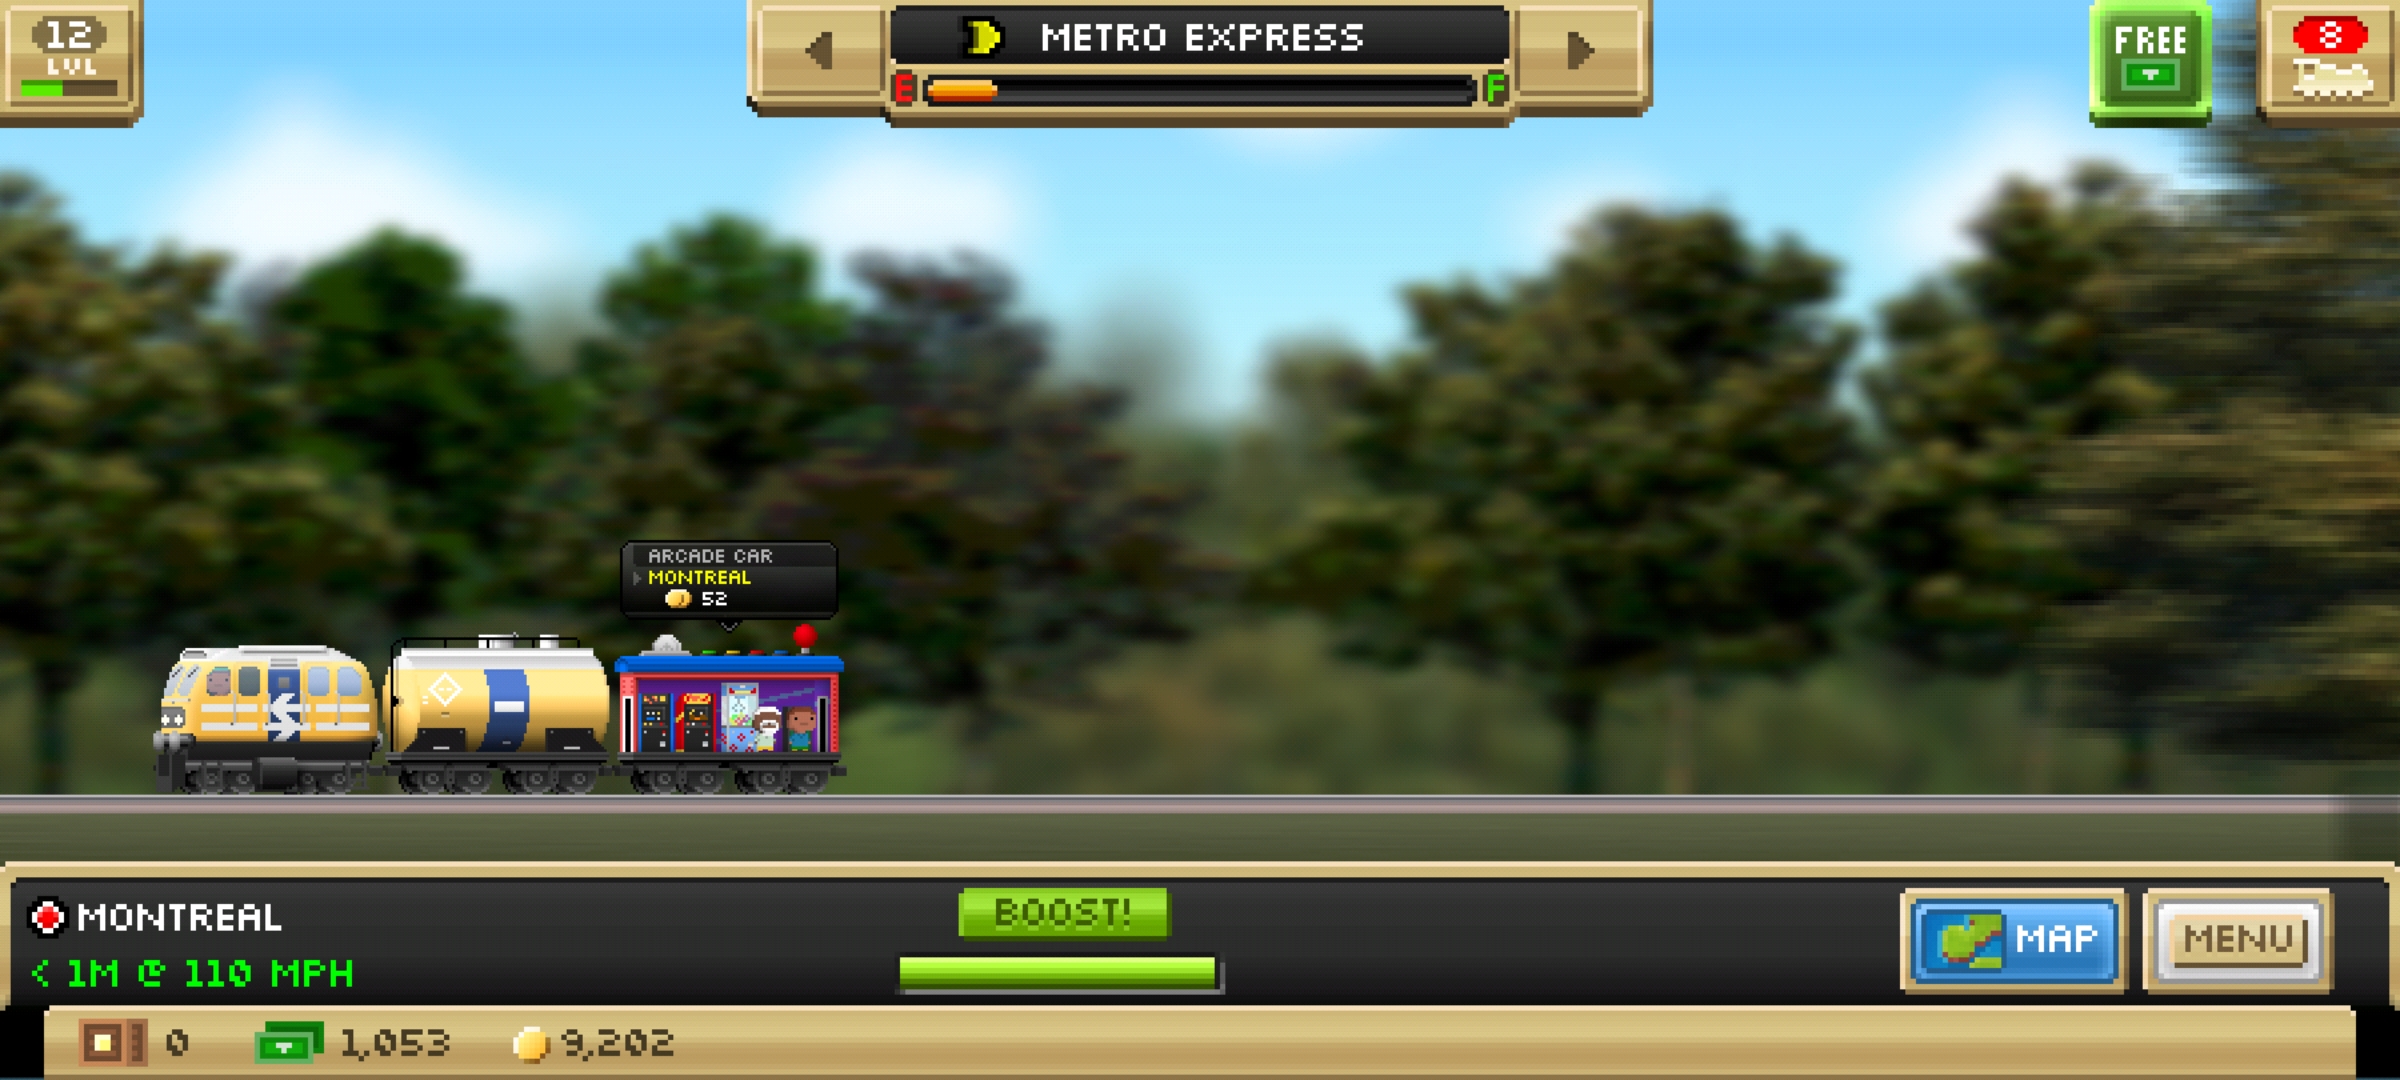 12
LVL
METRO EXPRESS
E F
FREE
8
ARCADE CAR
MONTREAL
52
MONTREAL
< 1M @ 110 MPH
BOOST!
MAP
MENU
0
1,053
9,202